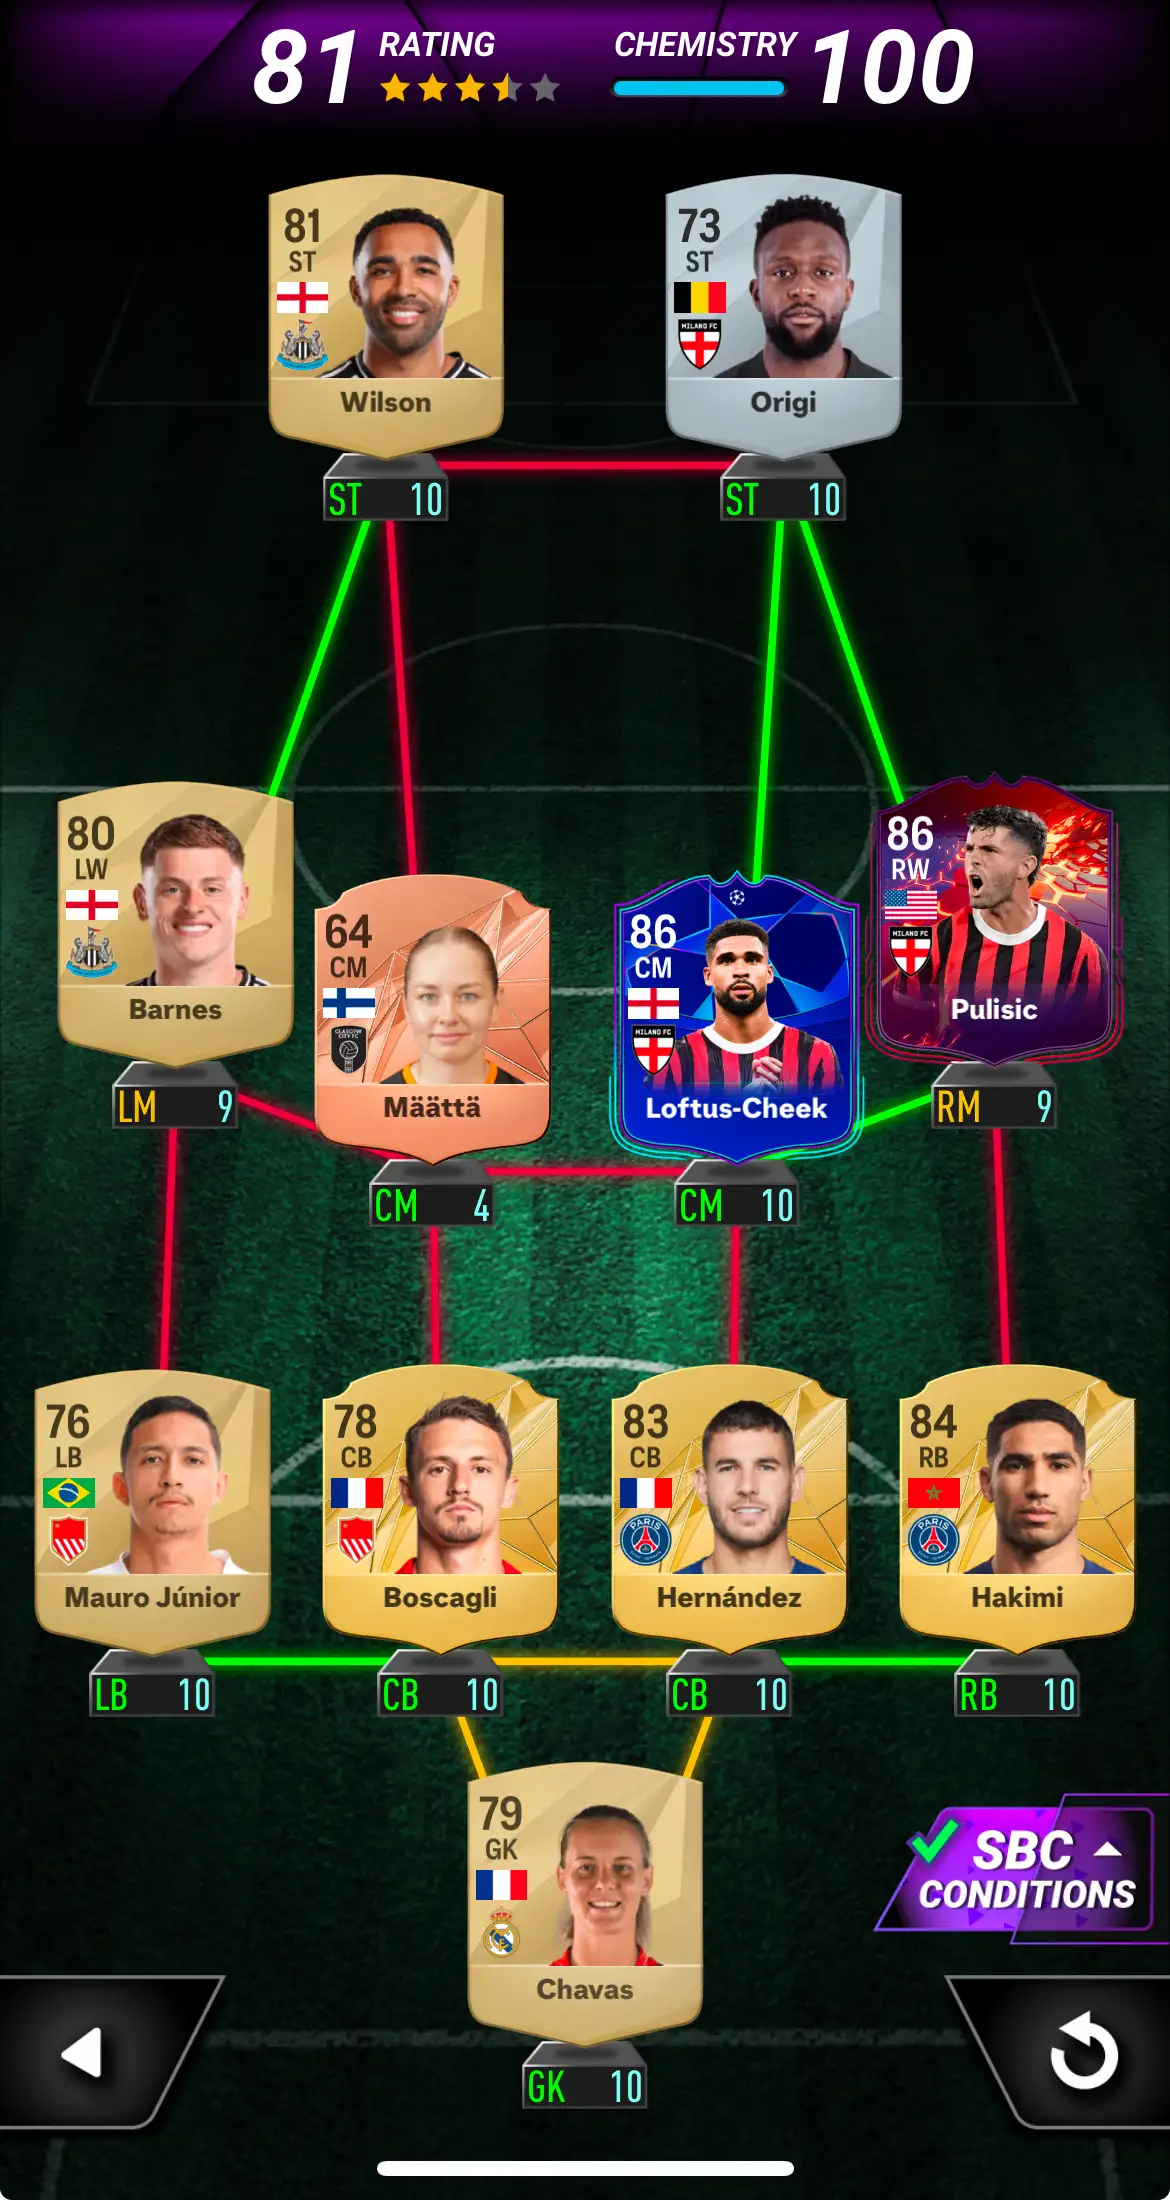 81 RATING CHEMISTRY 100
81
ST
Wilson
73
ST
MILANO FC
Origi
ST 10
ST 10
80
LW
Barnes
86
RW
MILANO FC
Pulisic
64
CM
GLASGOW
CITY FC
Määttä
86
CM
MILANO FC
Loftus-Cheek
LM 9
RM 9
CM 4
CM 10
76
LB
Mauro Júnior
78
CB
Boscagli
83
CB
PARIS
Hernández
84
RB
PARIS
Hakimi
LB 10
CB 10
CB 10
RB 10
79
GK
Chavas
SBC
CONDITIONS
GK 10